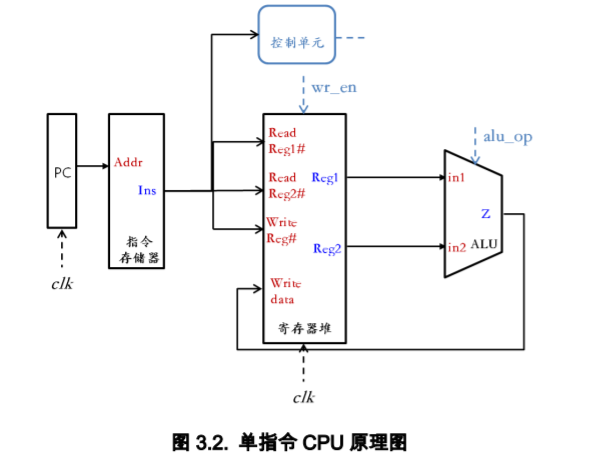 控制单元
wr_en
PC
Addr
Ins
指令
存储器
clk
Read
Reg1#
Read
Reg2#
Write
Reg#
Write
data
Reg1
Reg2
寄存器堆
clk
alu_op
in1
Z
in2
ALU
图 3.2. 单指令 CPU 原理图